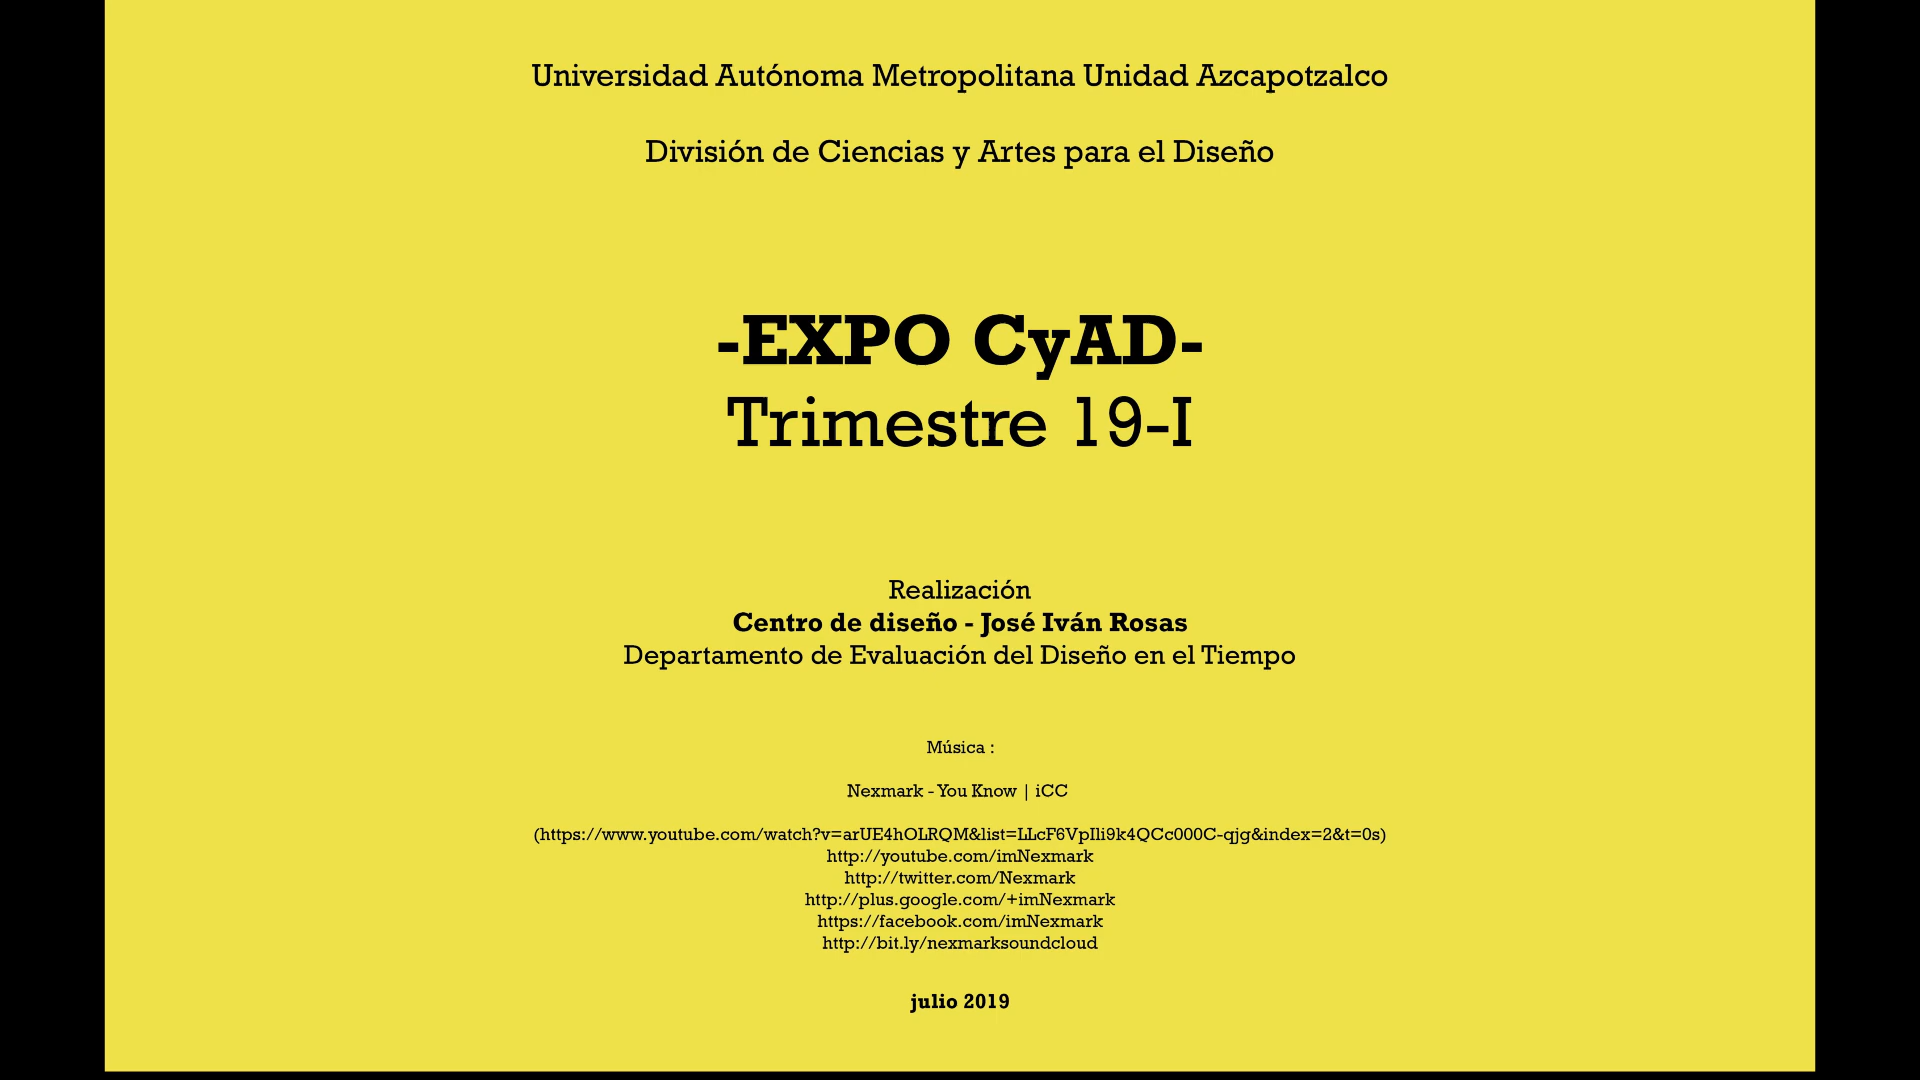 Universidad Autónoma Metropolitana Unidad Azcapotzalco
División de Ciencias y Artes para el Diseño
-EXPO CyAD-
Trimestre 19-I
Realización
Centro de diseño - José Iván Rosas
Departamento de Evaluación del Diseño en el Tiempo
Música :
Nexmark - You Know | iCC
(https://www.youtube.com/watch?v=arUE4hOLRQM&list=LLcF6VpIli9k4QCc000C-qjg&index=2&t=0s)
http://youtube.com/imNexmark
http://twitter.com/Nexmark
http://plus.google.com/+imNexmark
https://facebook.com/imNexmark
http://bit.ly/nexmarksoundcloud
julio 2019